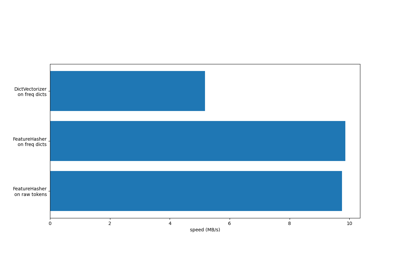 DictVectorizer
on freq dicts
FeatureHasher
on freq dicts
FeatureHasher
on raw tokens
0 2 4 6 8 10
speed (MB/s)